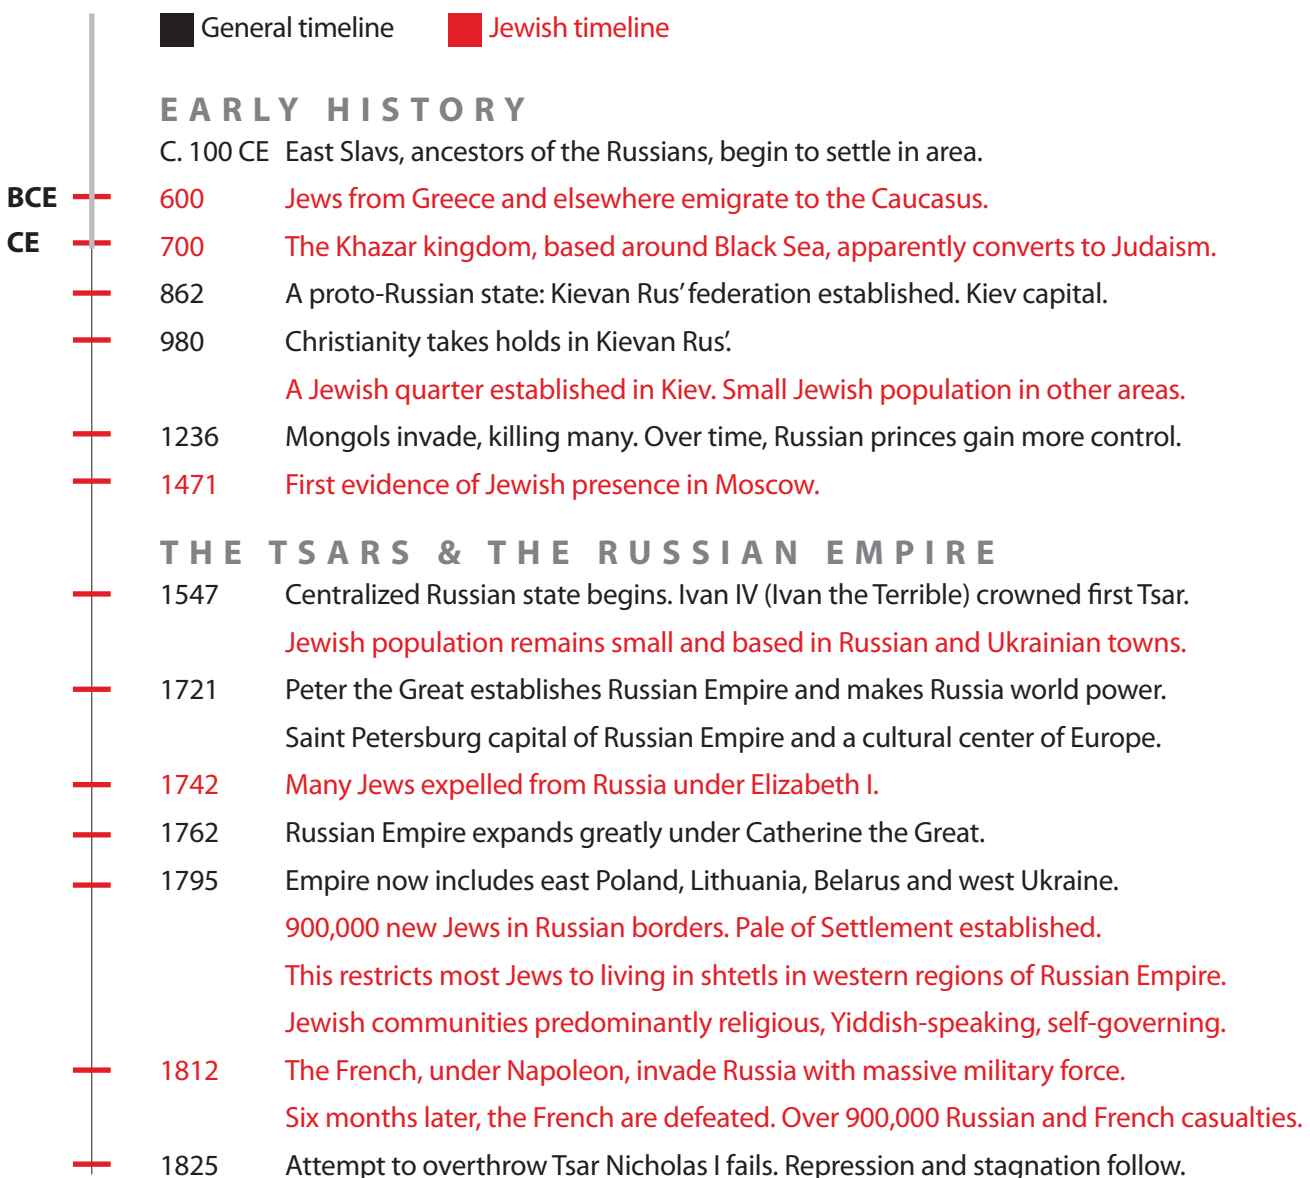 General timeline Jewish timeline
EARLY HISTORY
C. 100 CE East Slavs, ancestors of the Russians, begin to settle in area.
BCE 600 Jews from Greece and elsewhere emigrate to the Caucasus.
CE 700 The Khazar kingdom, based around Black Sea, apparently converts to Judaism.
862 A proto-Russian state: Kievan Rus’ federation established. Kiev capital.
980 Christianity takes holds in Kievan Rus’.
A Jewish quarter established in Kiev. Small Jewish population in other areas.
1236 Mongols invade, killing many. Over time, Russian princes gain more control.
1471 First evidence of Jewish presence in Moscow.
THE TSARS & THE RUSSIAN EMPIRE
1547 Centralized Russian state begins. Ivan IV (Ivan the Terrible) crowned first Tsar.
Jewish population remains small and based in Russian and Ukrainian towns.
1721 Peter the Great establishes Russian Empire and makes Russia world power.
Saint Petersburg capital of Russian Empire and a cultural center of Europe.
1742 Many Jews expelled from Russia under Elizabeth I.
1762 Russian Empire expands greatly under Catherine the Great.
1795 Empire now includes east Poland, Lithuania, Belarus and west Ukraine.
900,000 new Jews in Russian borders. Pale of Settlement established.
This restricts most Jews to living in shtetls in western regions of Russian Empire.
Jewish communities predominantly religious, Yiddish-speaking, self-governing.
1812 The French, under Napoleon, invade Russia with massive military force.
Six months later, the French are defeated. Over 900,000 Russian and French casualties.
1825 Attempt to overthrow Tsar Nicholas I fails. Repression and stagnation follow.